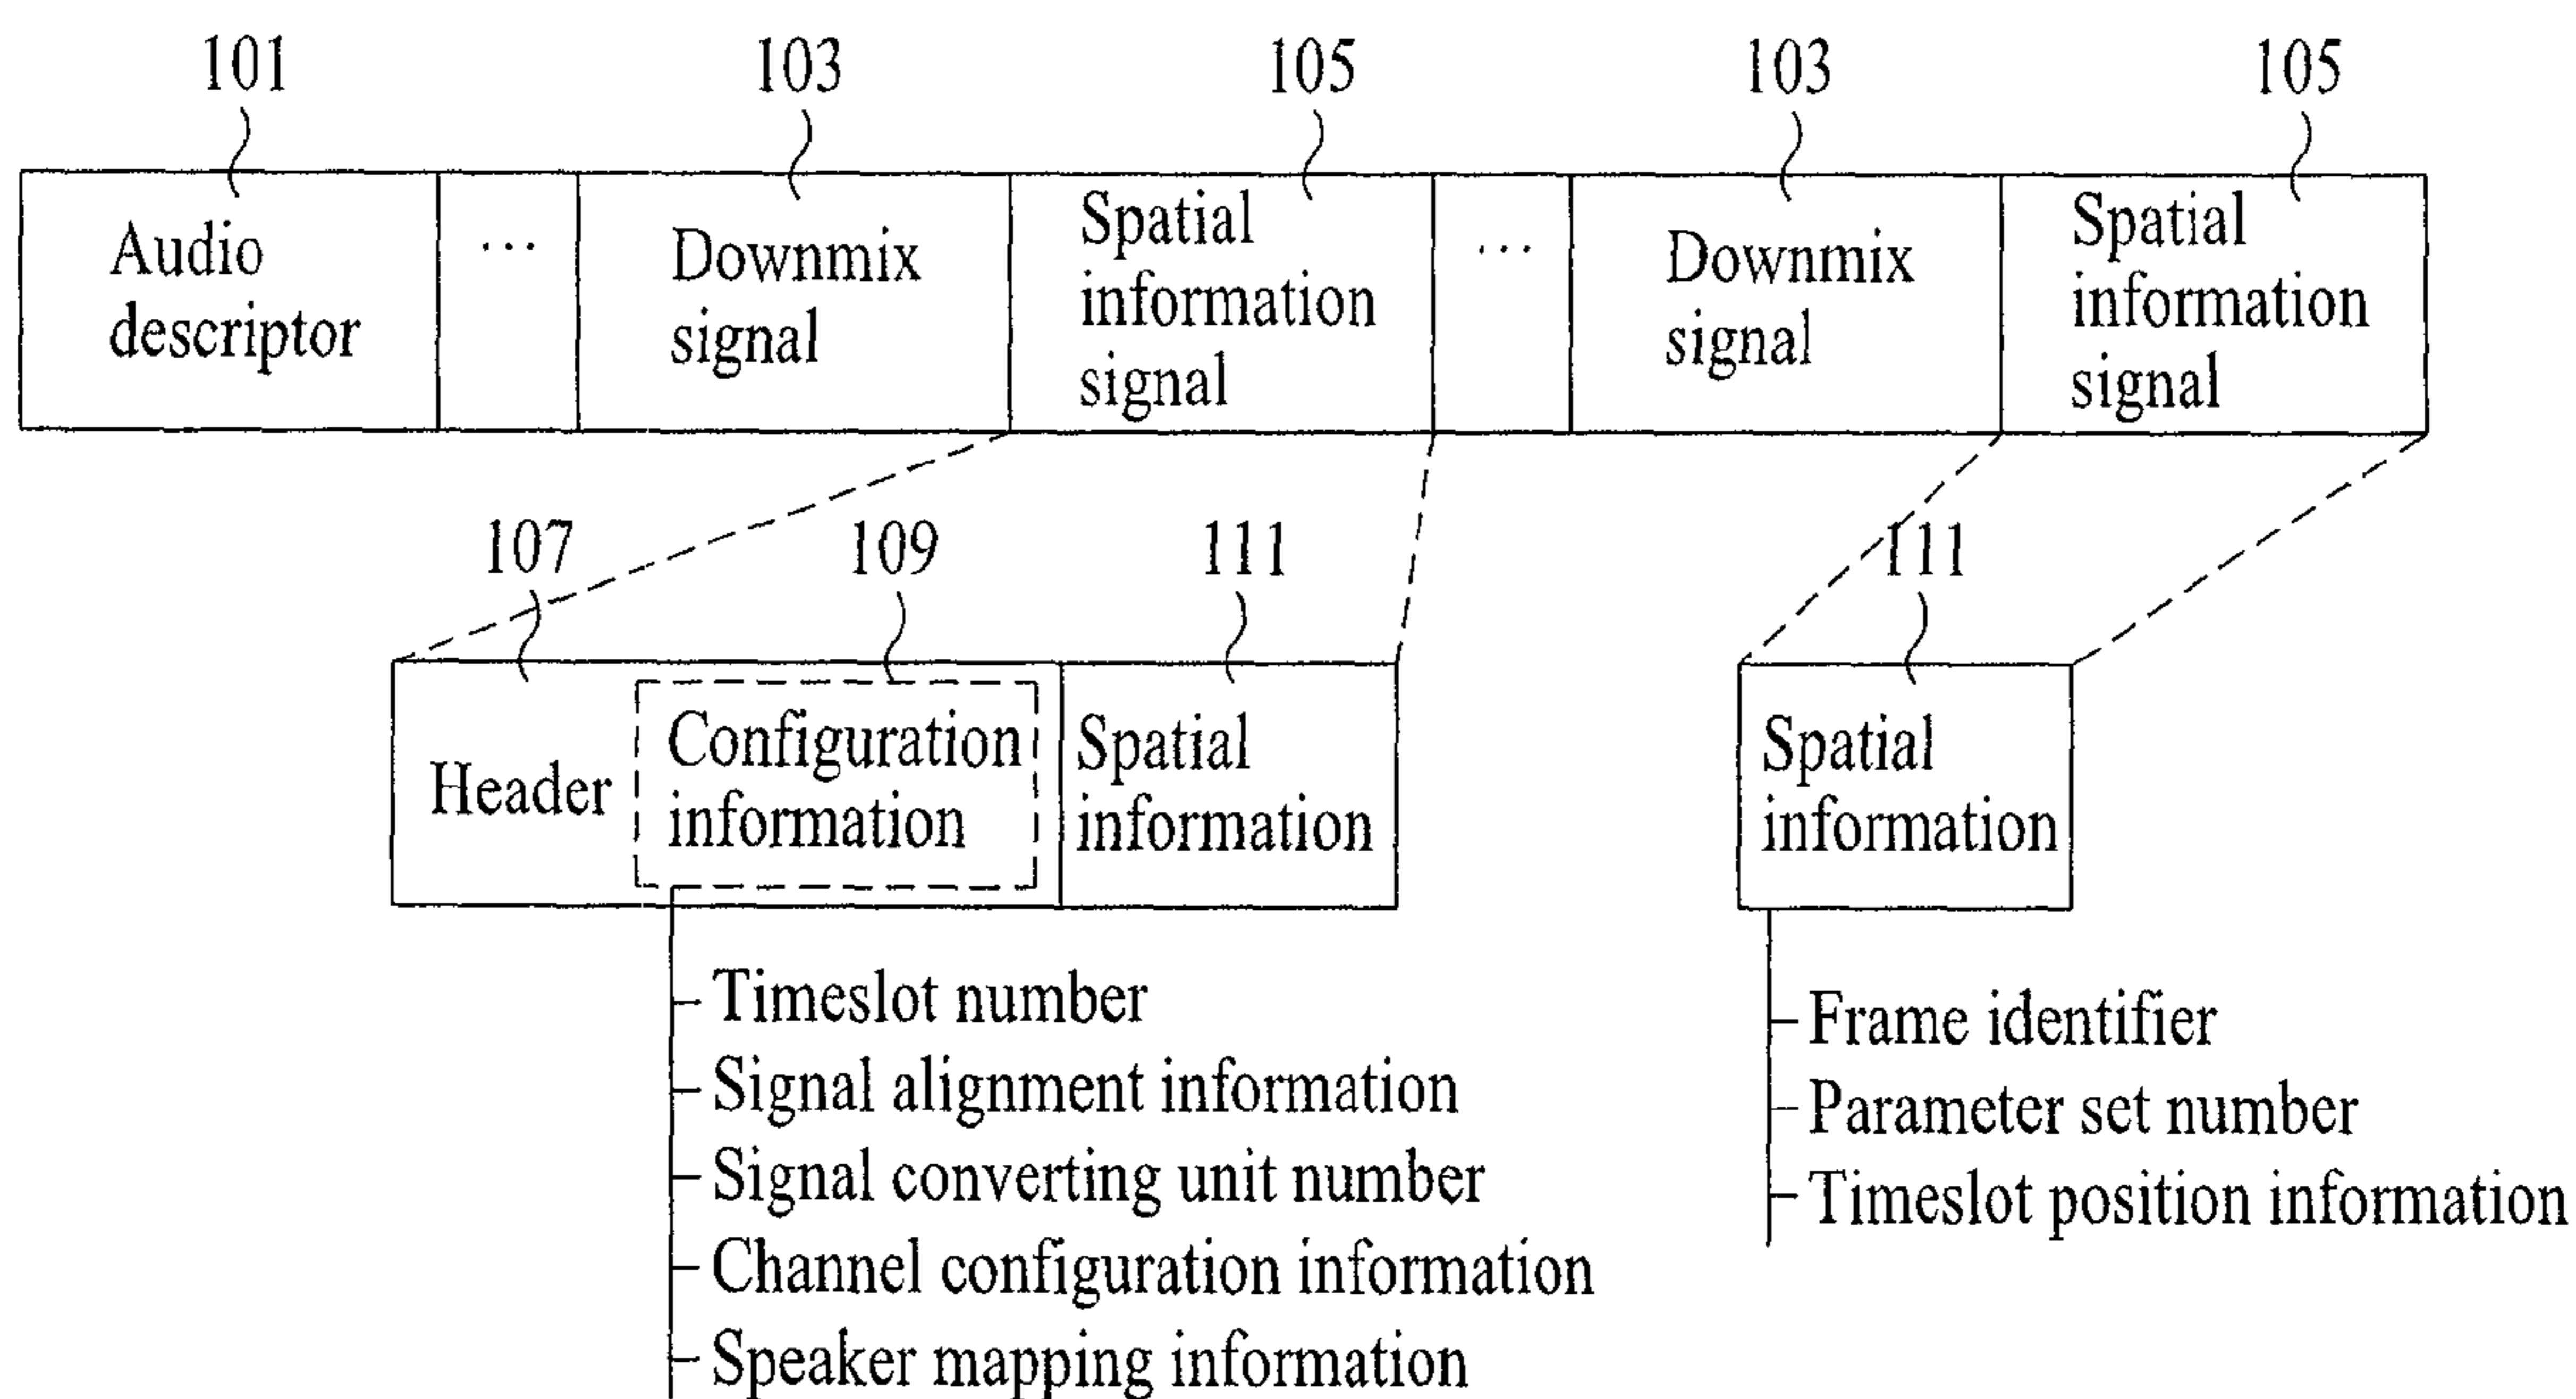 101
103
105
103
105
Audio
descriptor
...
Downmix
signal
Spatial
information
signal
...
Downmix
signal
Spatial
information
signal
107
109
111
111
Header
Configuration
information
Spatial
information
Spatial
information
Timeslot number
Signal alignment information
Signal converting unit number
Channel configuration information
Speaker mapping information
Frame identifier
Parameter set number
Timeslot position information